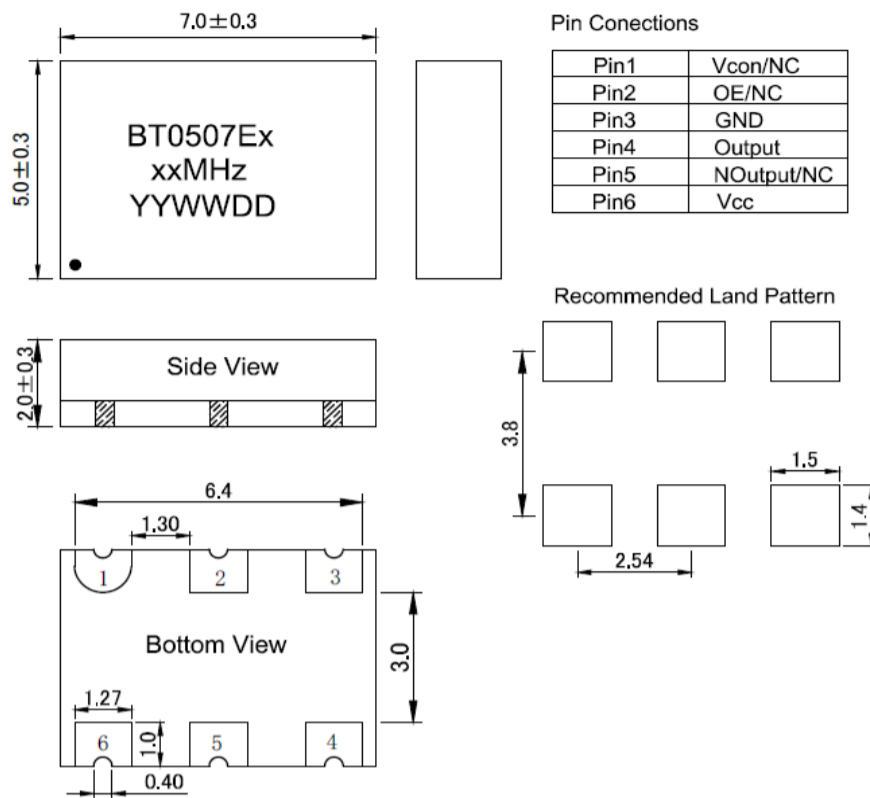 7.0±0.3
5.0±0.3
BT0507Ex
xxMHz
YYWWDD
Pin Conections
Pin1 Vcon/NC
Pin2 OE/NC
Pin3 GND
Pin4 Output
Pin5 NOutput/NC
Pin6 Vcc
2.0±0.3
Side View
Recommended Land Pattern
3.8
1.5
1.4
2.54
6.4
1.30
1
2
3
Bottom View
3.0
1.27
1.0
6
5
4
0.40